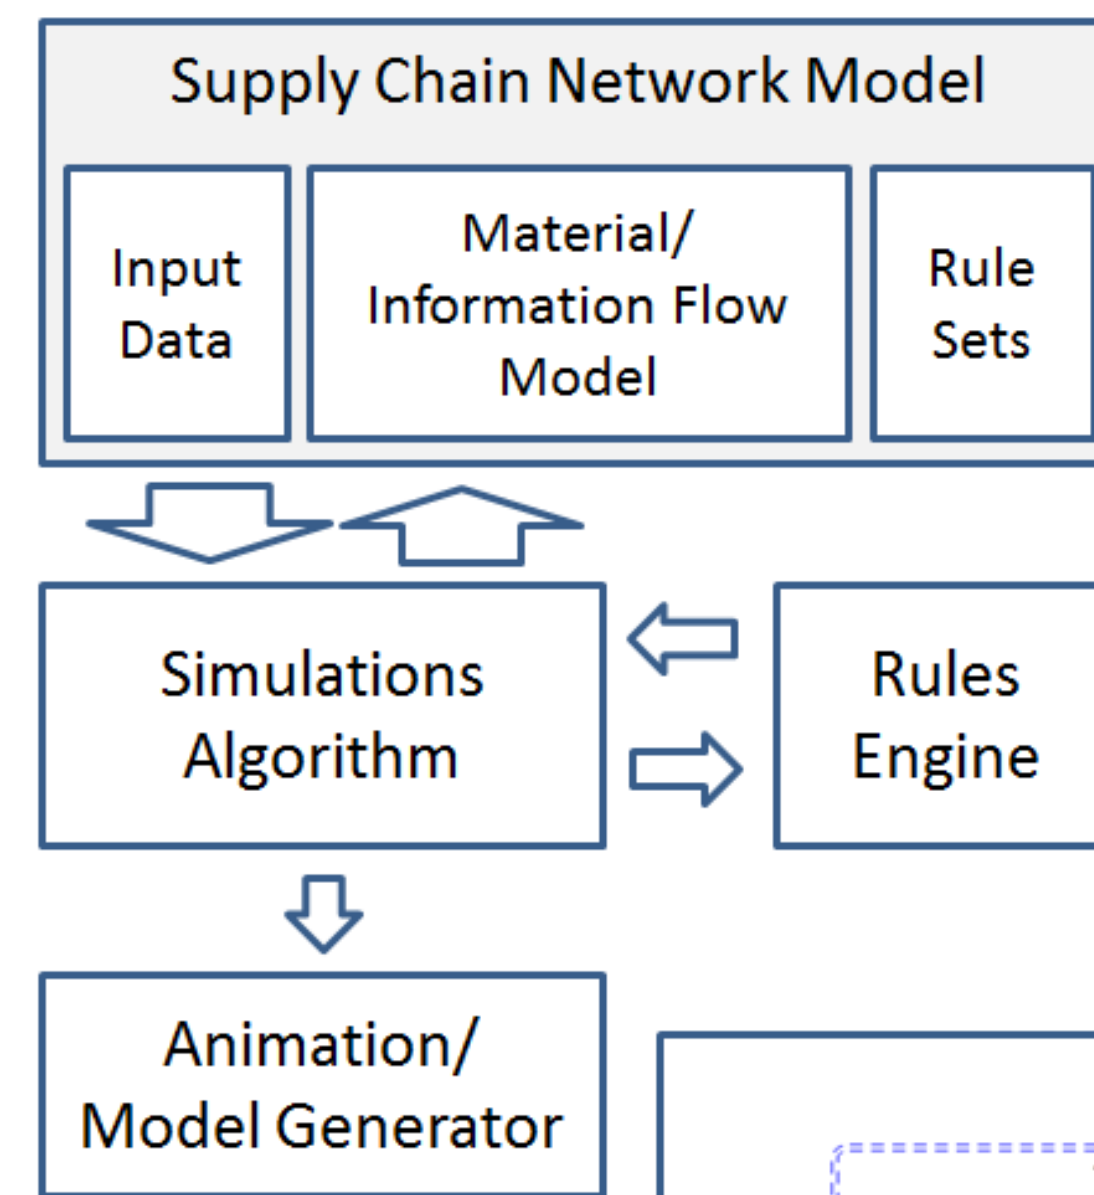 Supply Chain Network Model
Input
Data
Material/
Information Flow
Model
Rule
Sets
Simulations
Algorithm
Rules
Engine
Animation/
Model Generator